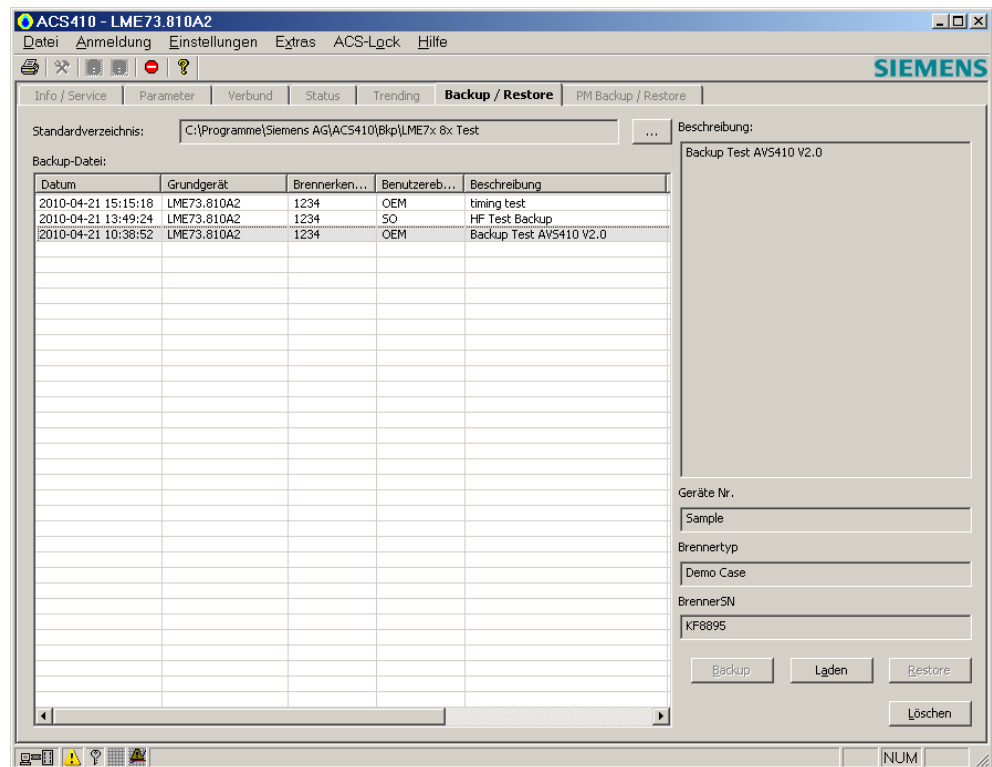 ACS410 - LME73.810A2
Datei Anmeldung Einstellungen Extras ACS-Lock Hilfe
SIEMENS
Info / Service Parameter Verbund Status Trending Backup / Restore PM Backup / Restore
Standardverzeichnis: C:\Programme\Siemens AG\ACS410\Bkp\LME7x 8x Test ...
Backup-Datei:
Datum Grundgerät Brennerken... Benutzereb... Beschreibung
2010-04-21 15:15:18 LME73.810A2 1234 OEM timing test
2010-04-21 13:49:24 LME73.810A2 1234 SO HF Test Backup
2010-04-21 10:38:52 LME73.810A2 1234 OEM Backup Test AVS410 V2.0
Beschreibung:
Backup Test AVS410 V2.0
Geräte Nr.
Sample
Brennertyp
Demo Case
BrennerSN
KF8895
Backup Laden Restore
Löschen
NUM